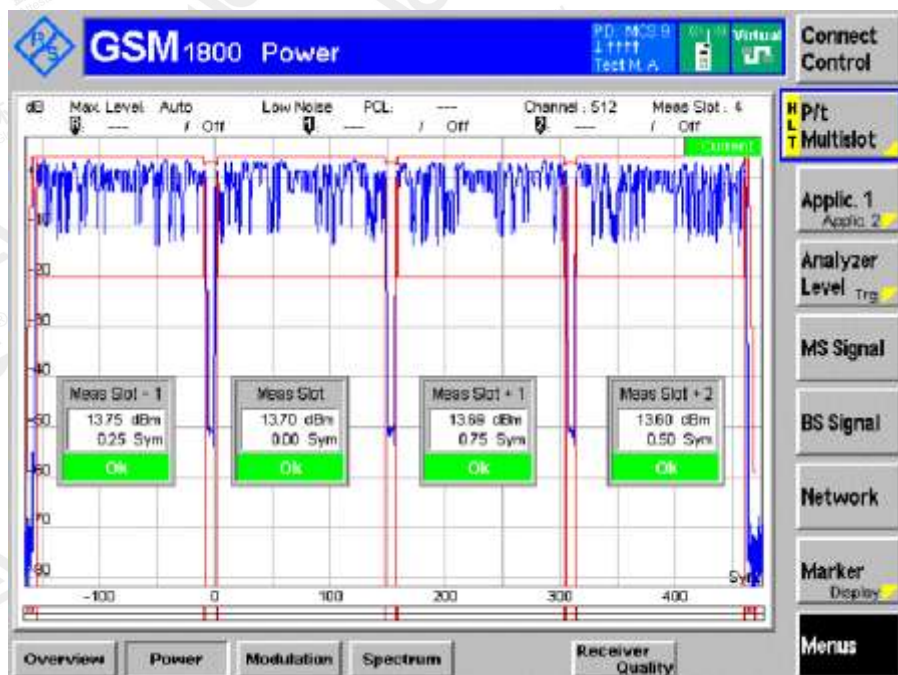 R&S
GSM 1800 Power
PD: MCS 9
Test M. A
Virtual
Connect
Control
dB Max. Level: Auto Low Noise PCL: --- Channel : 512 Meas Slot : 4
--- / Off 1 --- / Off 2 --- / Off
Current
H
L
T
P/t
Multislot
Applic. 1
Applic. 2
Analyzer
Level Trg
MS Signal
BS Signal
Network
Marker
Display
Menus
-10
-20
-30
-40
-50
-60
-70
-80
Meas Slot - 1
13.75 dBm
0.25 Sym
Ok
Meas Slot
13.70 dBm
0.00 Sym
Ok
Meas Slot + 1
13.69 dBm
0.75 Sym
Ok
Meas Slot + 2
13.60 dBm
0.50 Sym
Ok
-100 0 100 200 300 400
Sym
Overview Power Modulation Spectrum Receiver
Quality